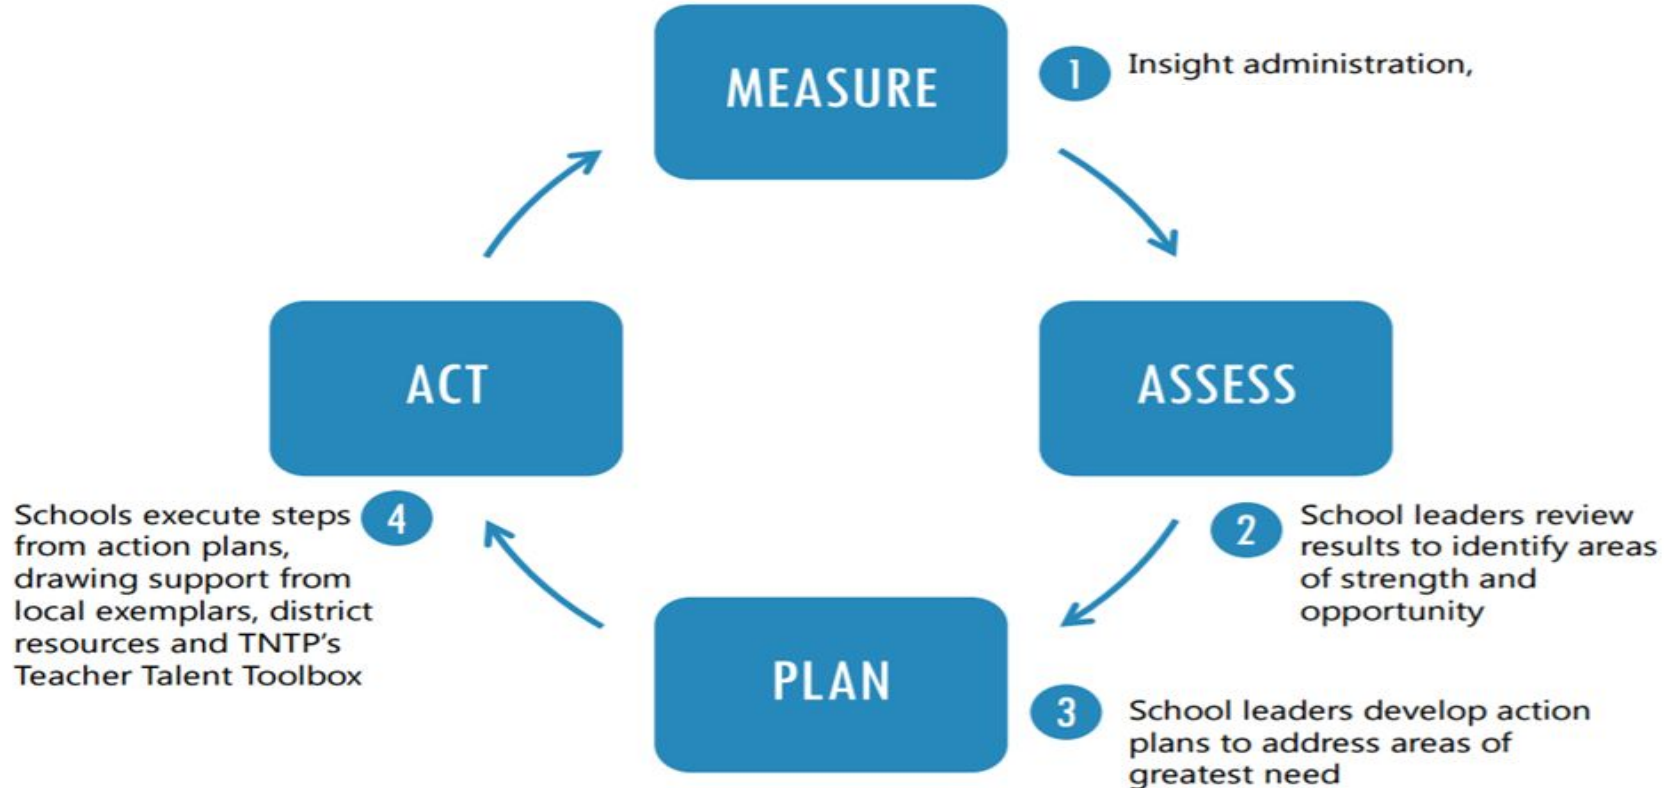 MEASURE
1
Insight administration,
ASSESS
2
School leaders review
results to identify areas
of strength and
opportunity
PLAN
3
School leaders develop action
plans to address areas of
greatest need
ACT
4
Schools execute steps
from action plans,
drawing support from
local exemplars, district
resources and TNTP’s
Teacher Talent Toolbox